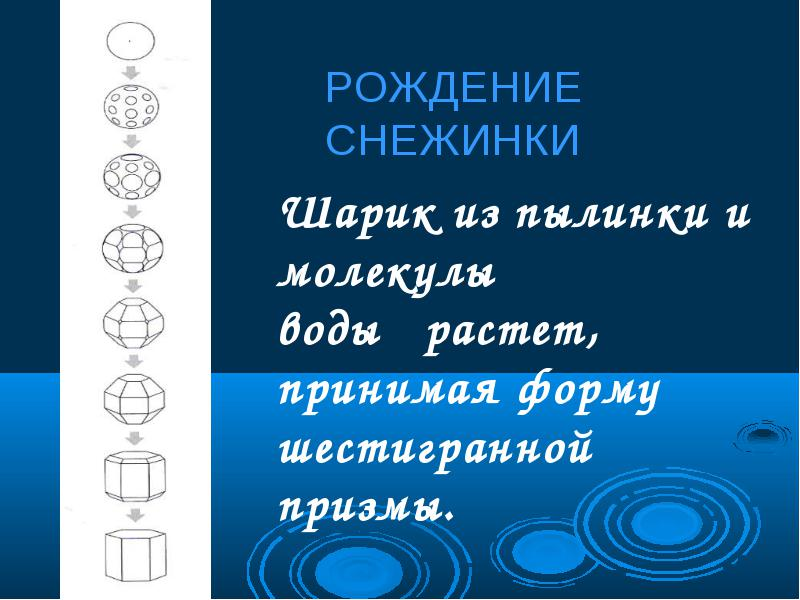 РОЖДЕНИЕ
СНЕЖИНКИ
Шарик из пылинки и
молекулы
воды растет,
принимая форму
шестигранной
призмы.